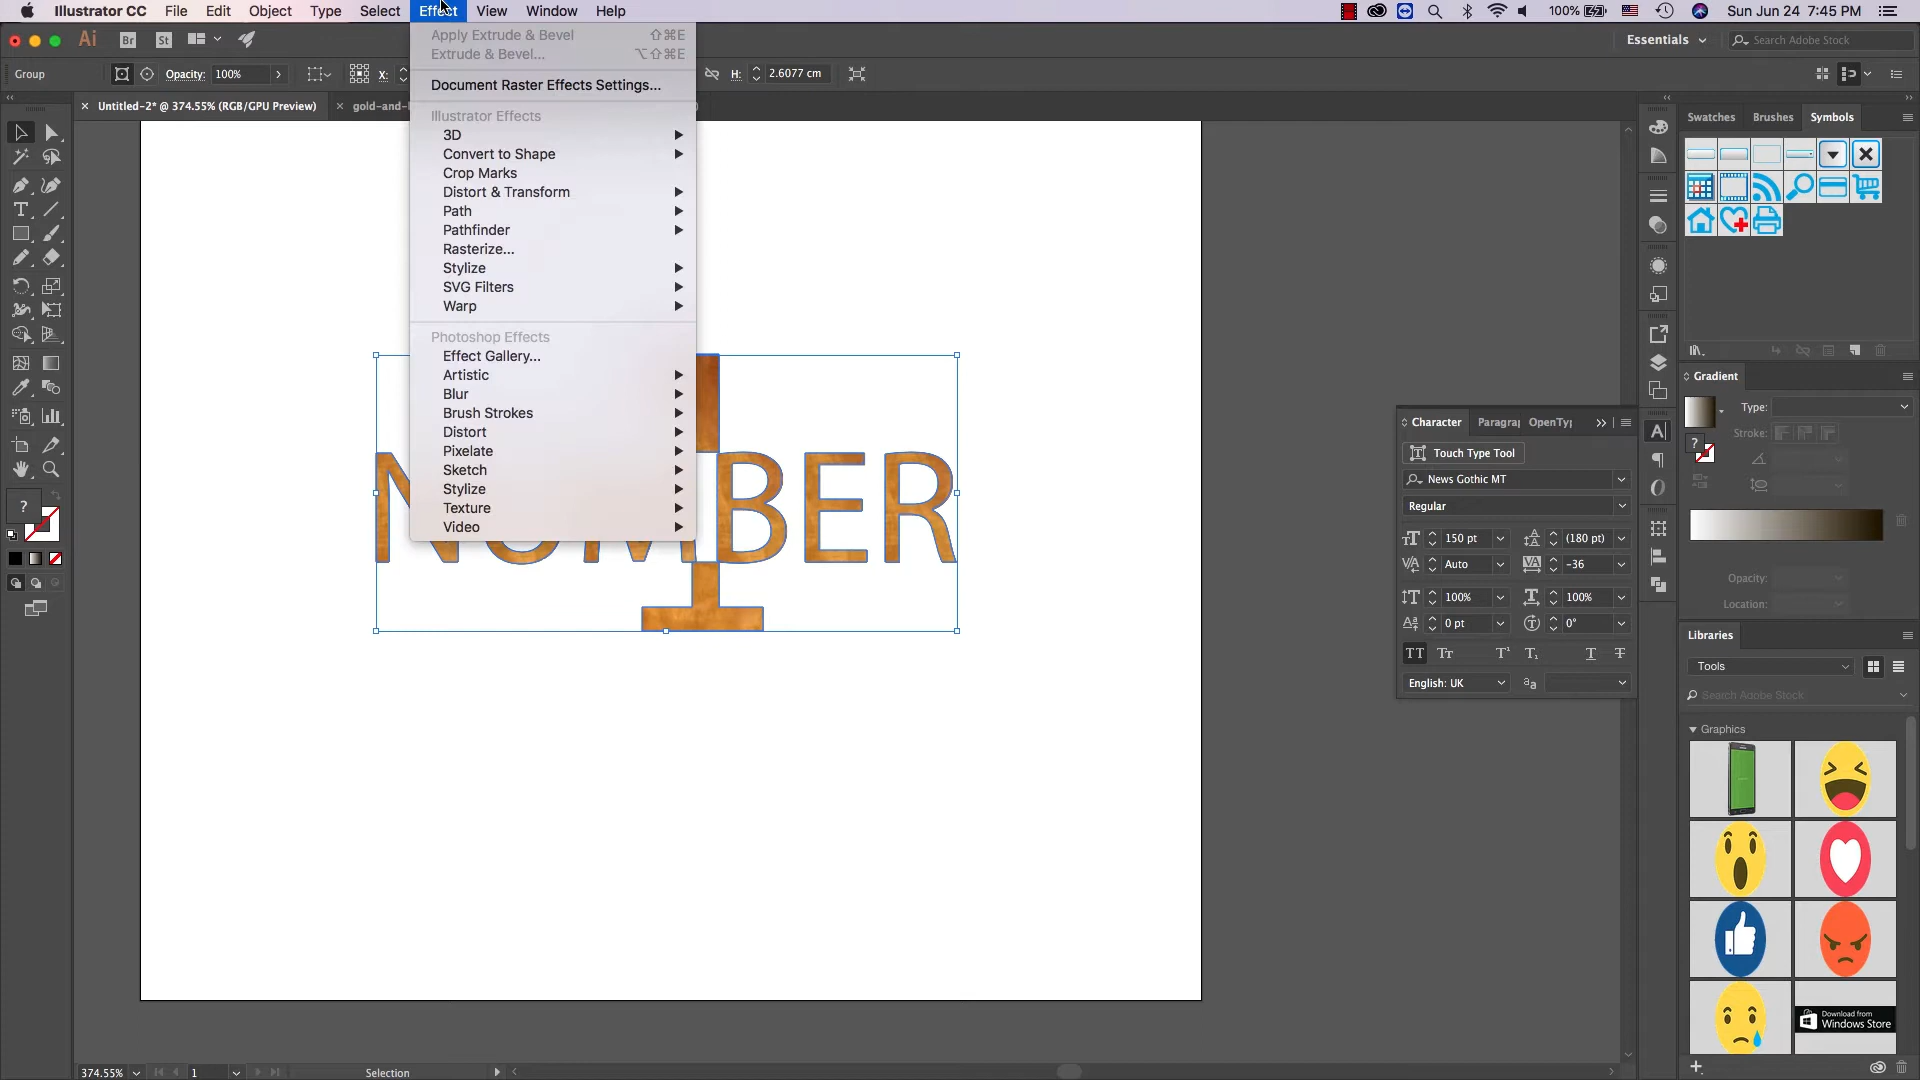 Illustrator CC File Edit Object Type Select Effect View Window Help 100% Sun Jun 24 7:45 PM
Ai Br St Essentials Search Adobe Stock
Group Opacity: 100% X: H: 2.6077 cm
Untitled-2* @ 374.55% (RGB/GPU Preview) gold-and-
Apply Extrude & Bevel ⇧⌘E
Extrude & Bevel... ⌥⇧⌘E
Document Raster Effects Settings...
Illustrator Effects
3D
Convert to Shape
Crop Marks
Distort & Transform
Path
Pathfinder
Rasterize...
Stylize
SVG Filters
Warp
Photoshop Effects
Effect Gallery...
Artistic
Blur
Brush Strokes
Distort
Pixelate
Sketch
Stylize
Texture
Video
NUMBER
Swatches Brushes Symbols
Gradient
Type:
Stroke:
Opacity:
Location:
Character Paragra OpenTy
Touch Type Tool
News Gothic MT
Regular
150 pt (180 pt)
Auto -36
100% 100%
0 pt 0°
English: UK
Libraries
Tools
Search Adobe Stock
Graphics
Download from
Windows Store
374.55% 1 Selection